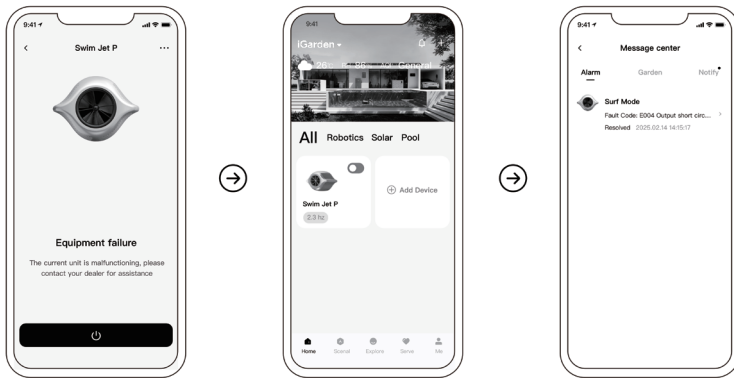 9:41
Swim Jet P
Equipment failure
The current unit is malfunctioning, please
contact your dealer for assistance
9:41
iGarden
All Robotics Solar Pool
Swim Jet P
2.3 hz
Add Device
Home Scenal Explore Serve Me
9:41
Message center
Alarm Garden Notify
Surf Mode
Fault Code: E004 Output short circ...
Resolved 2025.02.14 14:15:17